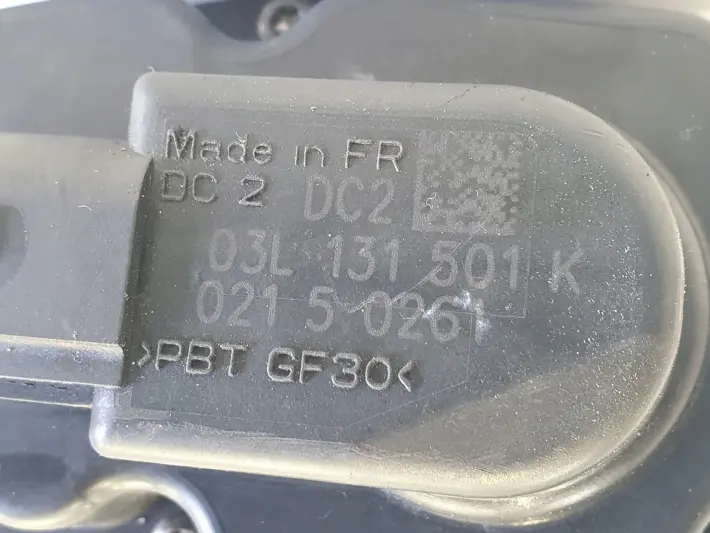 Made in FR
DC 2 DC2
03L 131 501 K
021 5 0261
>PBT GF30<